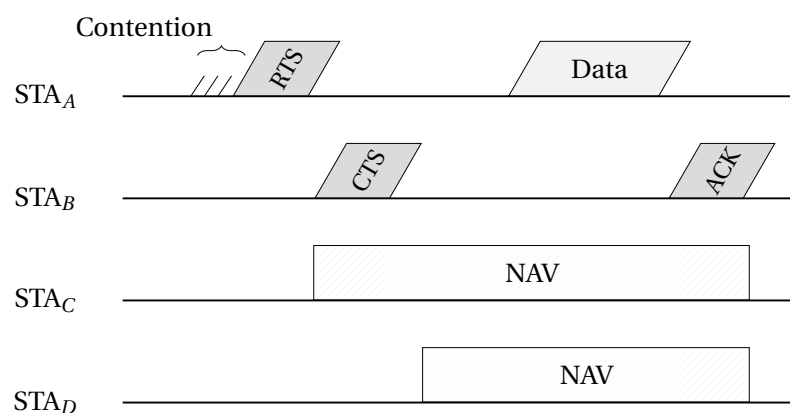 Contention
STA_A RTS Data
STA_B CTS ACK
STA_C NAV
STA_D NAV